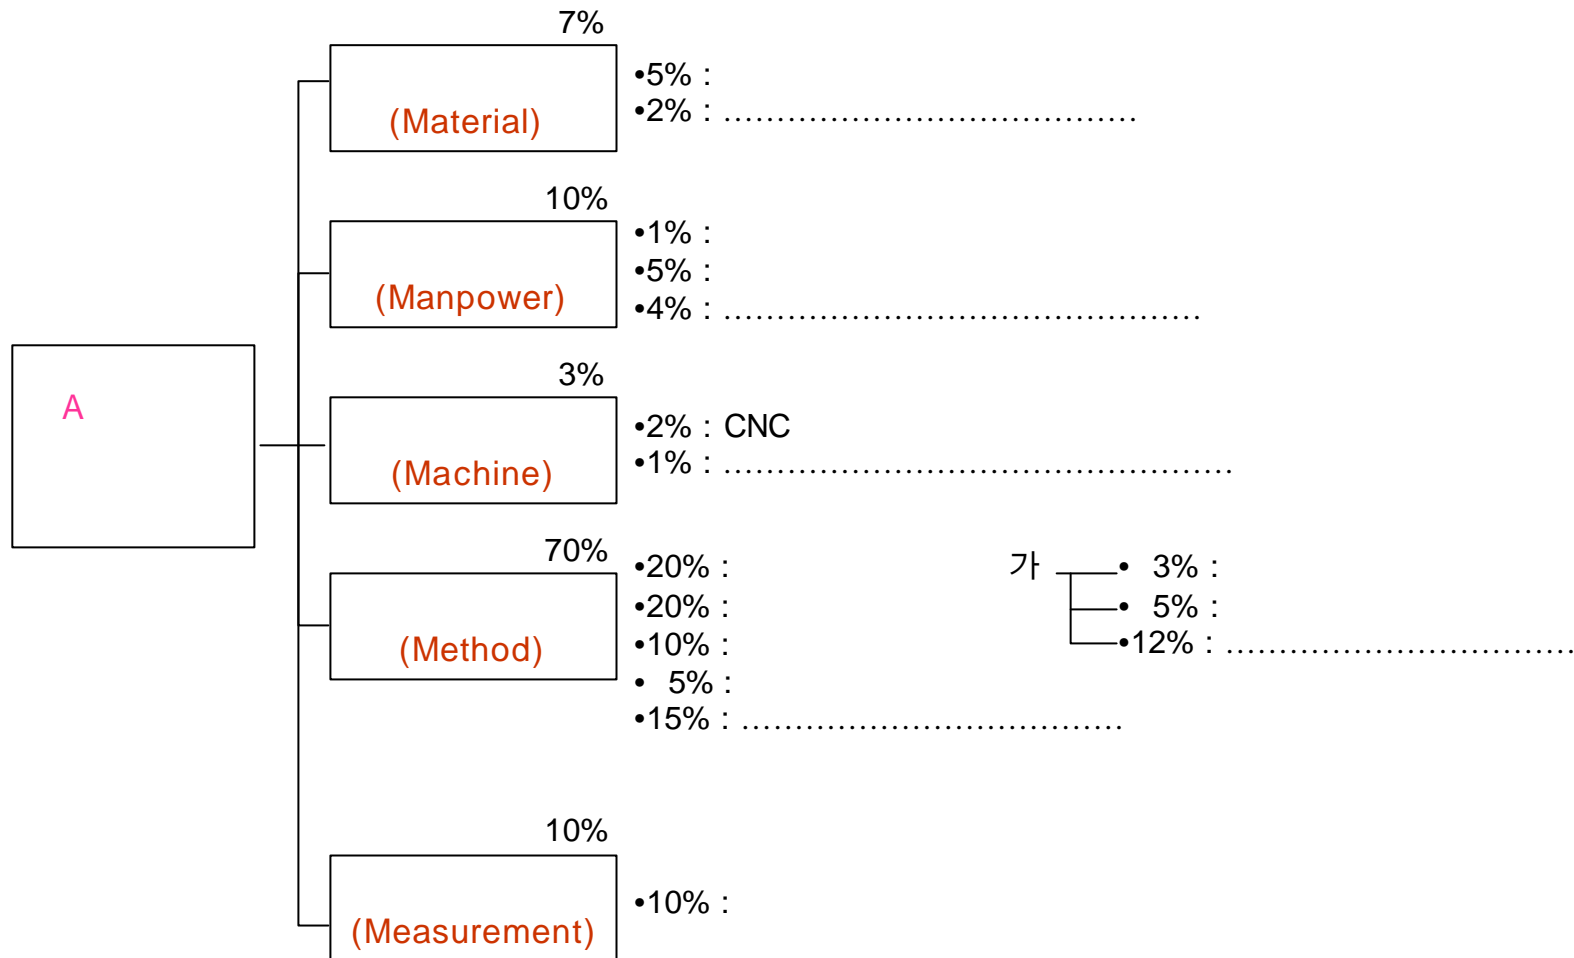 7%
•5% :
•2% : .......................................
(Material)
10%
•1% :
•5% :
(Manpower)
•4% : .............................................
3%
A
•2% : CNC
(Machine)
•1% : ................................................
70%
•20% :
가
• 3% :
•20% :
• 5% :
(Method)
•10% :
•12% : .................................
• 5% :
•15% : ....................................
10%
•10% :
(Measurement)